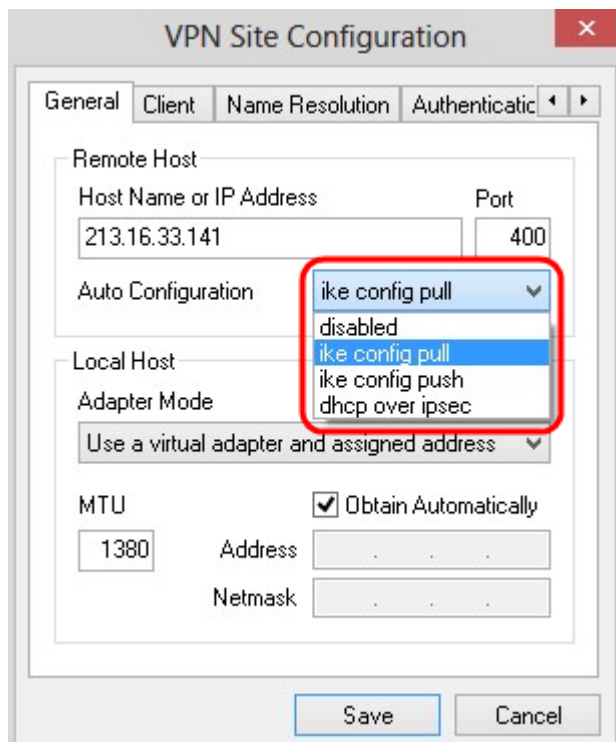 VPN Site Configuration
General Client Name Resolution Authenticatic
Remote Host
Host Name or IP Address Port
213.16.33.141 400
Auto Configuration ike config pull
disabled
ike config pull
ike config push
dhcp over ipsec
Local Host
Adapter Mode
Use a virtual adapter and assigned address
MTU Obtain Automatically
1380 Address . . .
Netmask . . .
Save Cancel